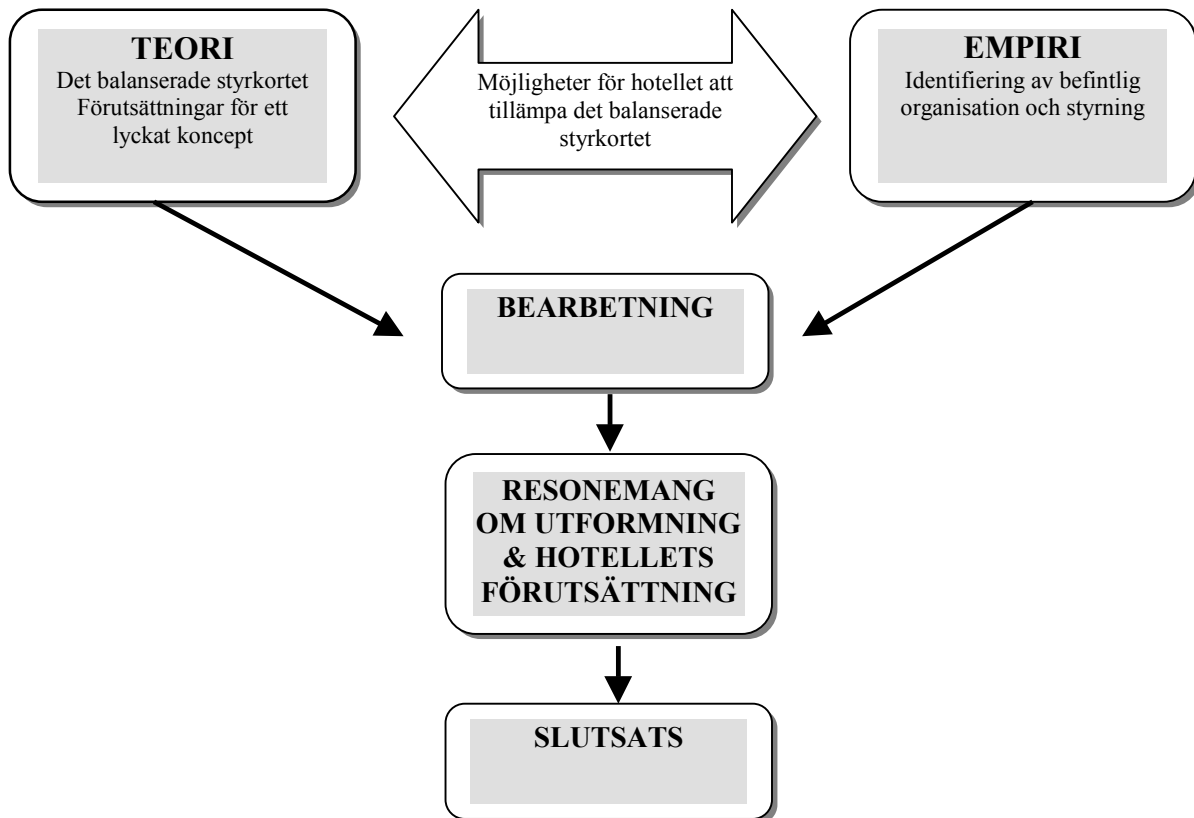 TEORI
Det balanserade styrkortet
Förutsättningar för ett
lyckat koncept
Möjligheter för hotellet att
tillämpa det balanserade
styrkortet
EMPIRI
Identifiering av befintlig
organisation och styrning
BEARBETNING
RESONEMANG
OM UTFORMNING
& HOTELLETS
FÖRUTSÄTTNING
SLUTSATS